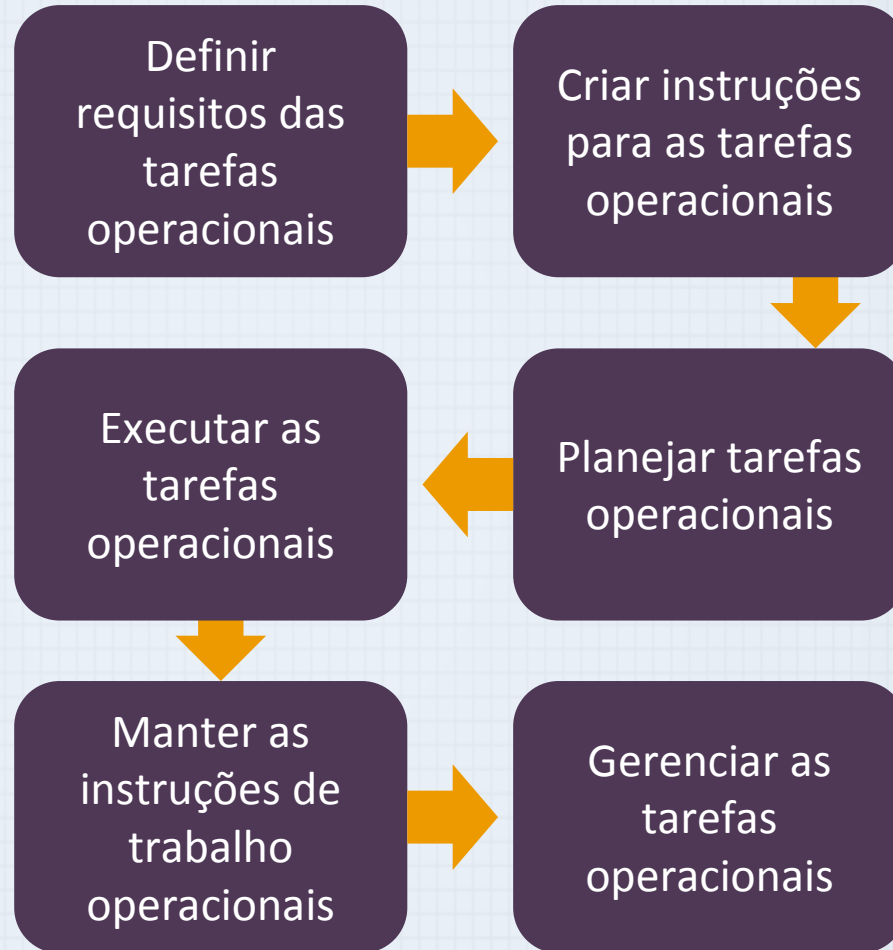 Definir
requisitos das
tarefas
operacionais
Criar instruções
para as tarefas
operacionais
Planejar tarefas
operacionais
Executar as
tarefas
operacionais
Manter as
instruções de
trabalho
operacionais
Gerenciar as
tarefas
operacionais